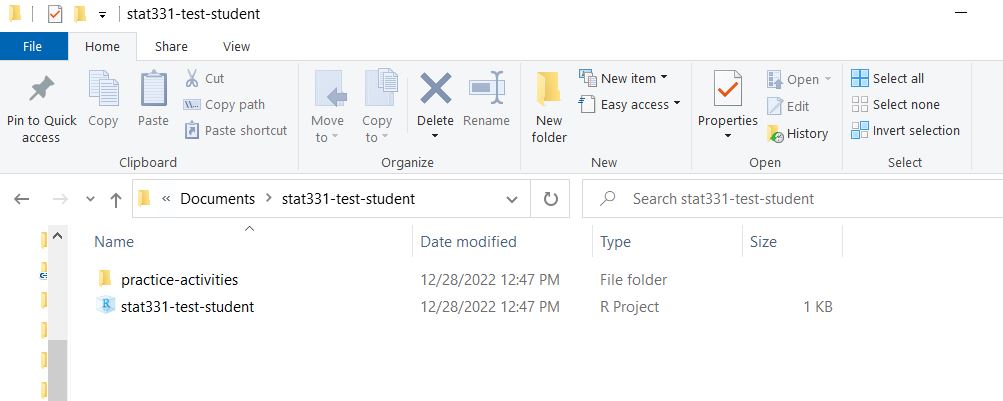 stat331-test-student
File Home Share View
Pin to Quick access
Copy
Paste
Cut
Copy path
Paste shortcut
Clipboard
Move to
Copy to
Delete
Rename
Organize
New folder
New item
Easy access
New
Properties
Open
Edit
History
Open
Select all
Select none
Invert selection
Select
« Documents > stat331-test-student
Search stat331-test-student
Name Date modified Type Size
practice-activities 12/28/2022 12:47 PM File folder
stat331-test-student 12/28/2022 12:47 PM R Project 1 KB